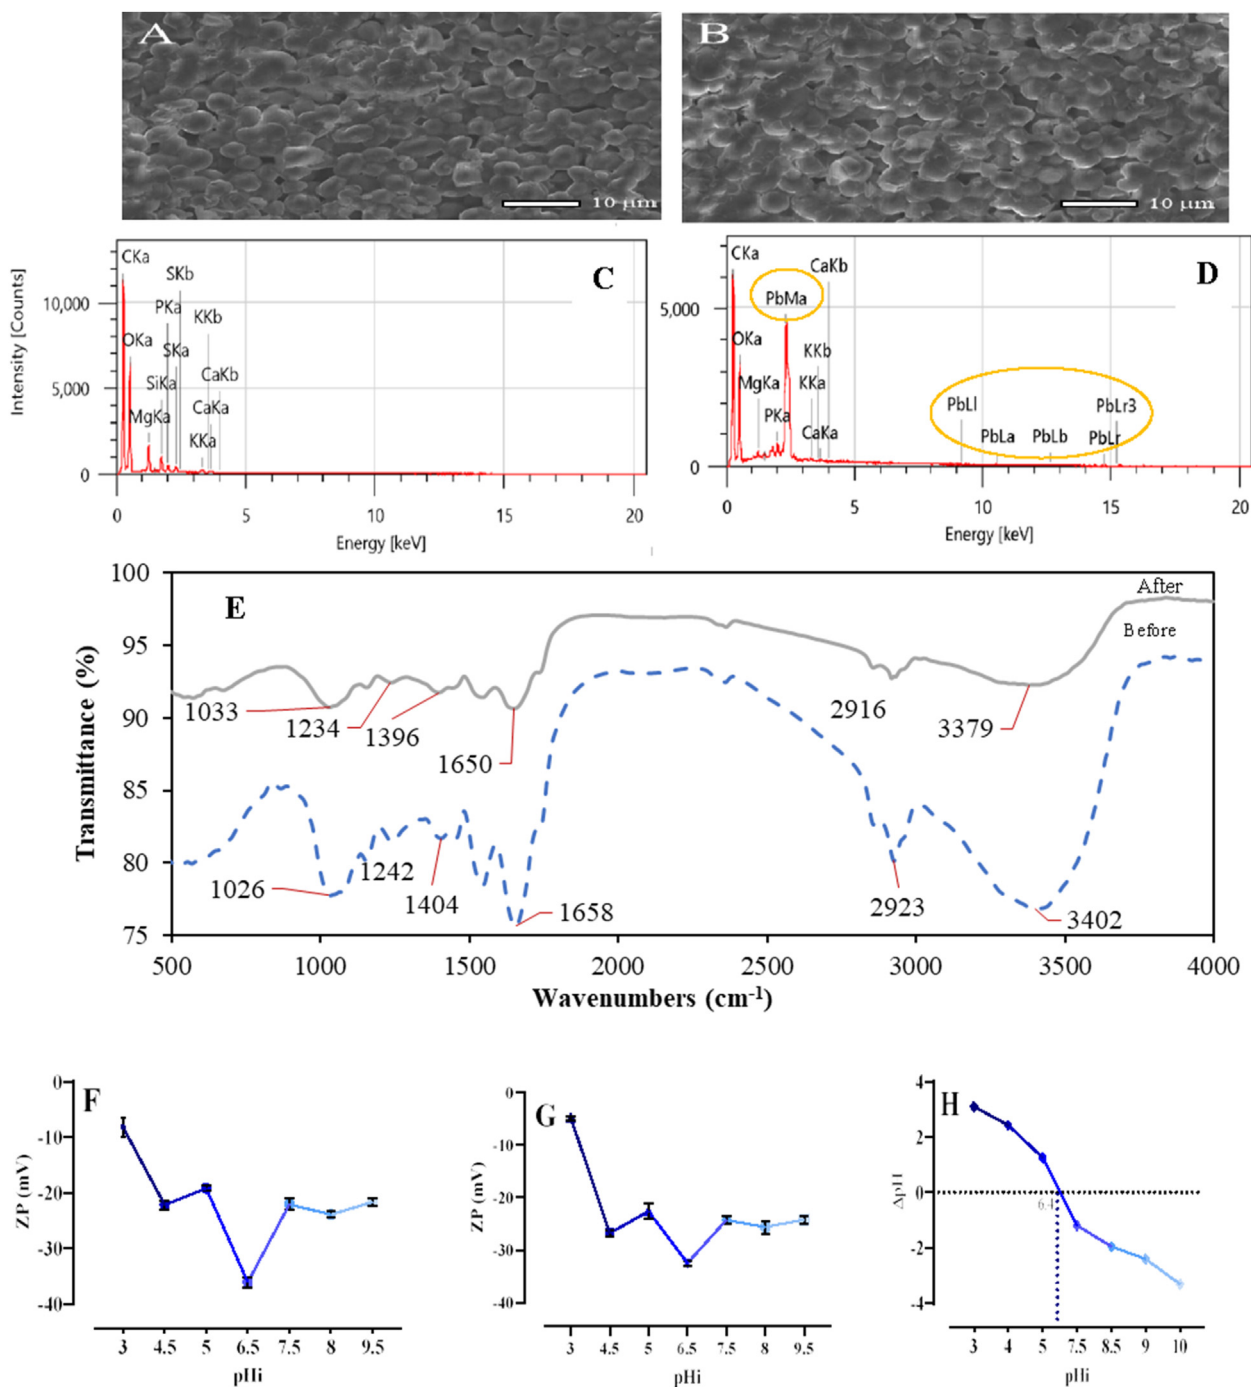 A
B
10 μm
10 μm
C
D
Intensity [Counts]
10,000
5,000
0
CKa
OKa
MgKa
SiKa
PKa
SKb
SKa
KKb
CaKb
CaKa
KKa
0
5
10
15
20
Energy [keV]
5,000
0
CKa
PbMa
CaKb
OKa
MgKa
PKa
KKb
KKa
CaKa
PbLl
PbLa
PbLb
PbLr
PbLr3
0
5
10
15
20
Energy [keV]
E
After
Before
Transmittance (%)
100
95
90
85
80
75
1033
1234
1396
1650
2916
3379
1026
1242
1404
1658
2923
3402
500
1000
1500
2000
2500
3000
3500
4000
Wavenumbers (cm-1)
F
ZP (mV)
0
-10
-20
-30
-40
3
4.5
5
6.5
7.5
8
9.5
pHi
G
ZP (mV)
0
-10
-20
-30
-40
3
4.5
5
6.5
7.5
8
9.5
pHi
H
ΔpH
4
2
0
-2
-4
6.4
3
4
5
7.5
8.5
9
10
pHi